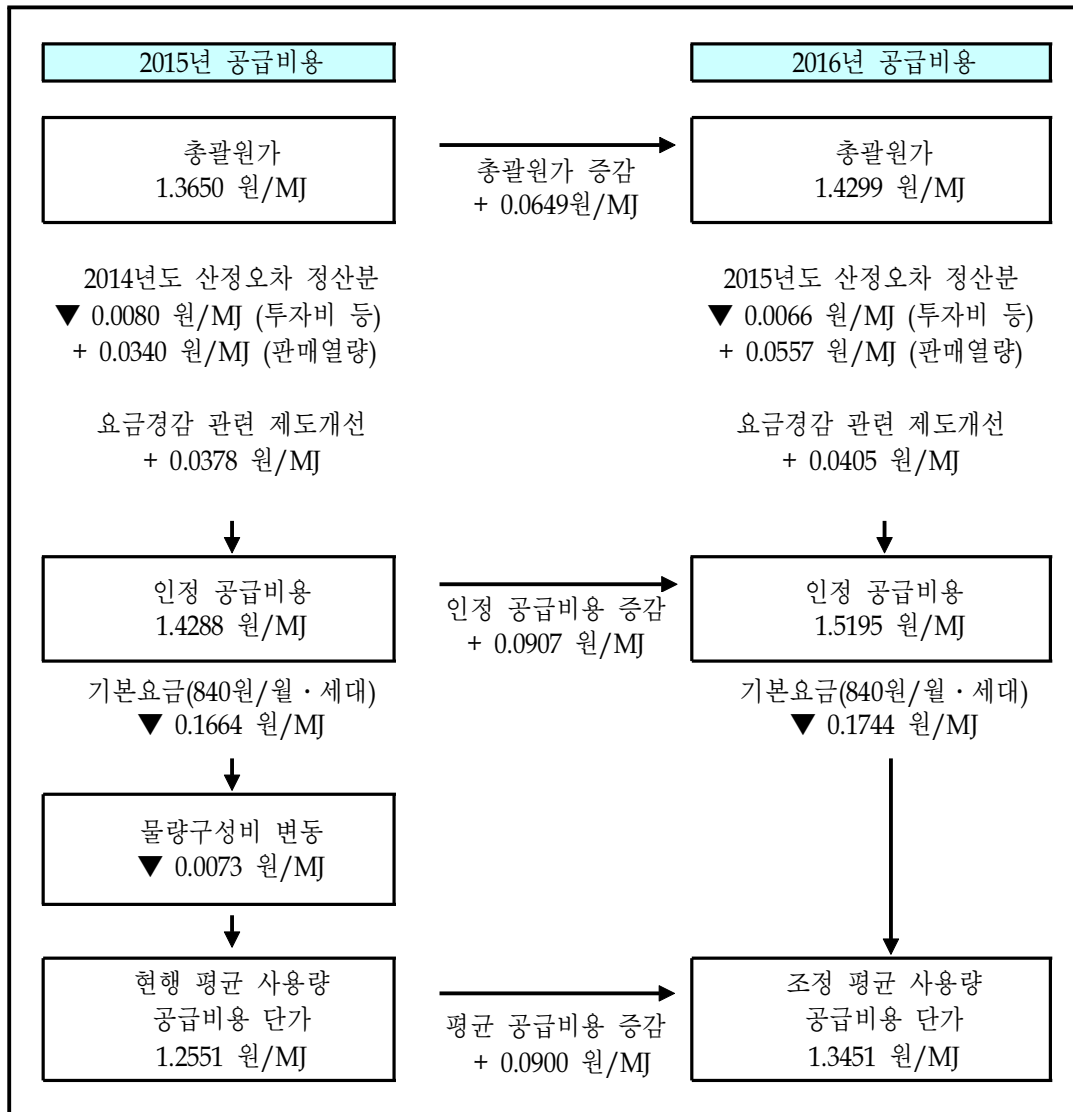 2015년 공급비용
2016년 공급비용
총괄원가
1.3650 원/MJ
총괄원가 증감
+ 0.0649원/MJ
총괄원가
1.4299 원/MJ
2014년도 산정오차 정산분
▼ 0.0080 원/MJ (투자비 등)
+ 0.0340 원/MJ (판매열량)
2015년도 산정오차 정산분
▼ 0.0066 원/MJ (투자비 등)
+ 0.0557 원/MJ (판매열량)
요금경감 관련 제도개선
+ 0.0378 원/MJ
요금경감 관련 제도개선
+ 0.0405 원/MJ
인정 공급비용
1.4288 원/MJ
인정 공급비용 증감
+ 0.0907 원/MJ
인정 공급비용
1.5195 원/MJ
기본요금(840원/월·세대)
▼ 0.1664 원/MJ
기본요금(840원/월·세대)
▼ 0.1744 원/MJ
물량구성비 변동
▼ 0.0073 원/MJ
현행 평균 사용량
공급비용 단가
1.2551 원/MJ
평균 공급비용 증감
+ 0.0900 원/MJ
조정 평균 사용량
공급비용 단가
1.3451 원/MJ